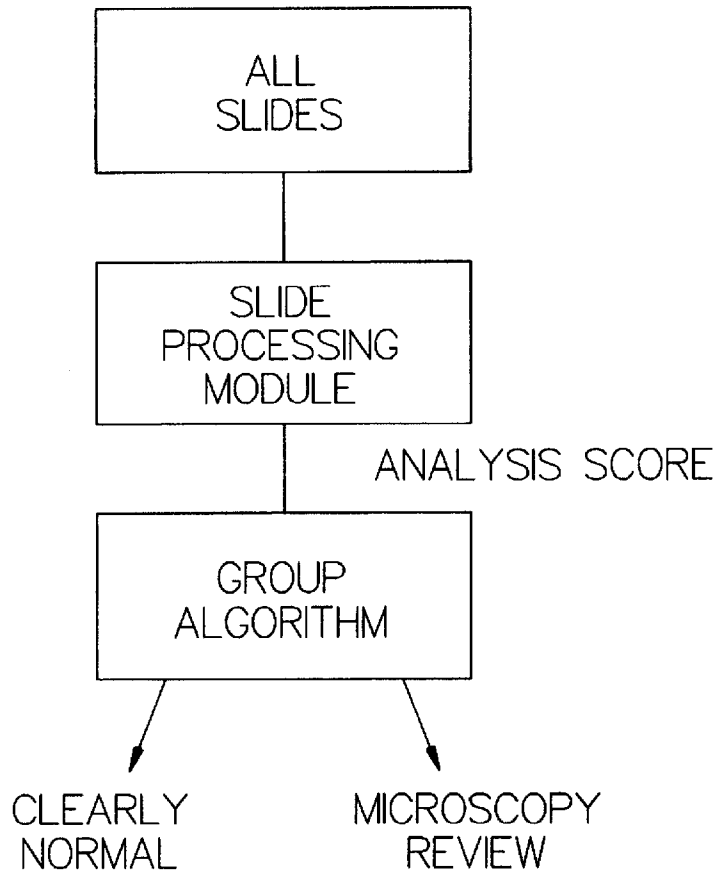 ALL
SLIDES
SLIDE
PROCESSING
MODULE
ANALYSIS SCORE
GROUP
ALGORITHM
CLEARLY
NORMAL
MICROSCOPY
REVIEW